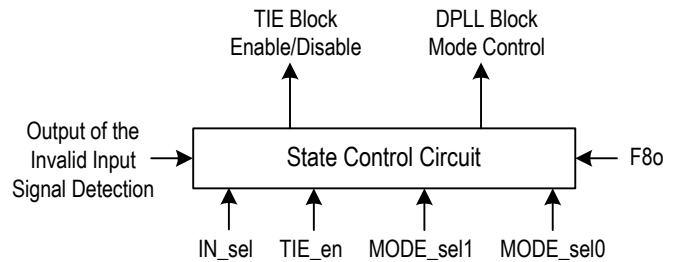 TIE Block
Enable/Disable
DPLL Block
Mode Control
Output of the
Invalid Input
Signal Detection
State Control Circuit
F8o
IN_sel
TIE_en
MODE_sel1
MODE_sel0